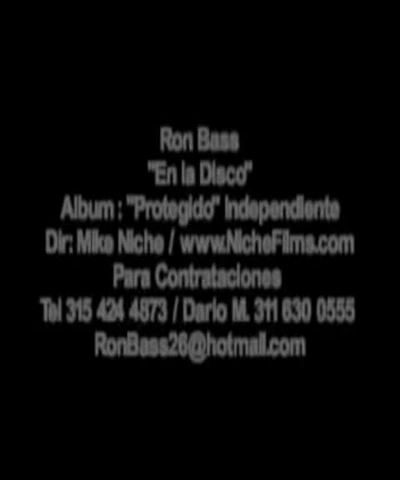 Ron Bass
"En la Disco"
Album : "Protegido" Independiente
Dir: Mike Niche / www.NicheFilms.com
Para Contrataciones
Tel 315 424 4873 / Dario M. 311 630 0555
RonBass26@hotmail.com